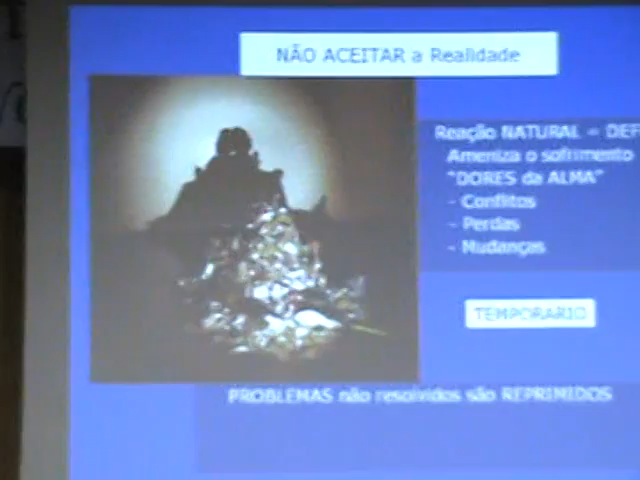 NÃO ACEITAR a Realidade
Reação NATURAL = DEF
Ameniza o sofrimento
"DORES da ALMA"
- Conflitos
- Perdas
- Mudanças
TEMPORARIO
PROBLEMAS não resolvidos são REPRIMIDOS